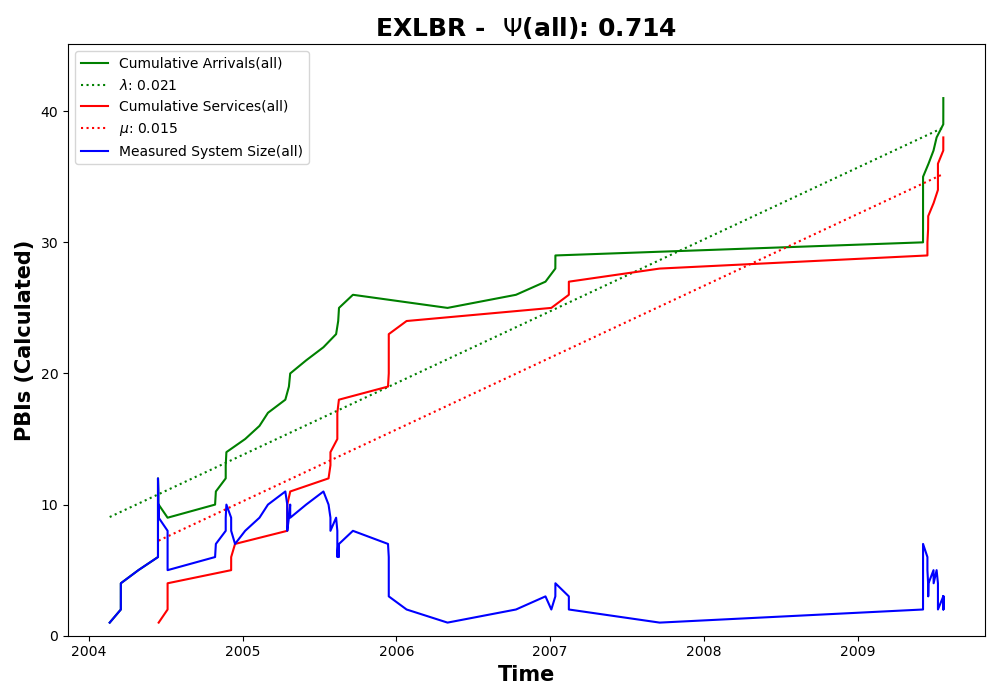 EXLBR - Ψ(all): 0.714
Cumulative Arrivals(all)
λ: 0.021
Cumulative Services(all)
μ: 0.015
Measured System Size(all)
PBIs (Calculated)
40
30
20
10
0
2004 2005 2006 2007 2008 2009
Time